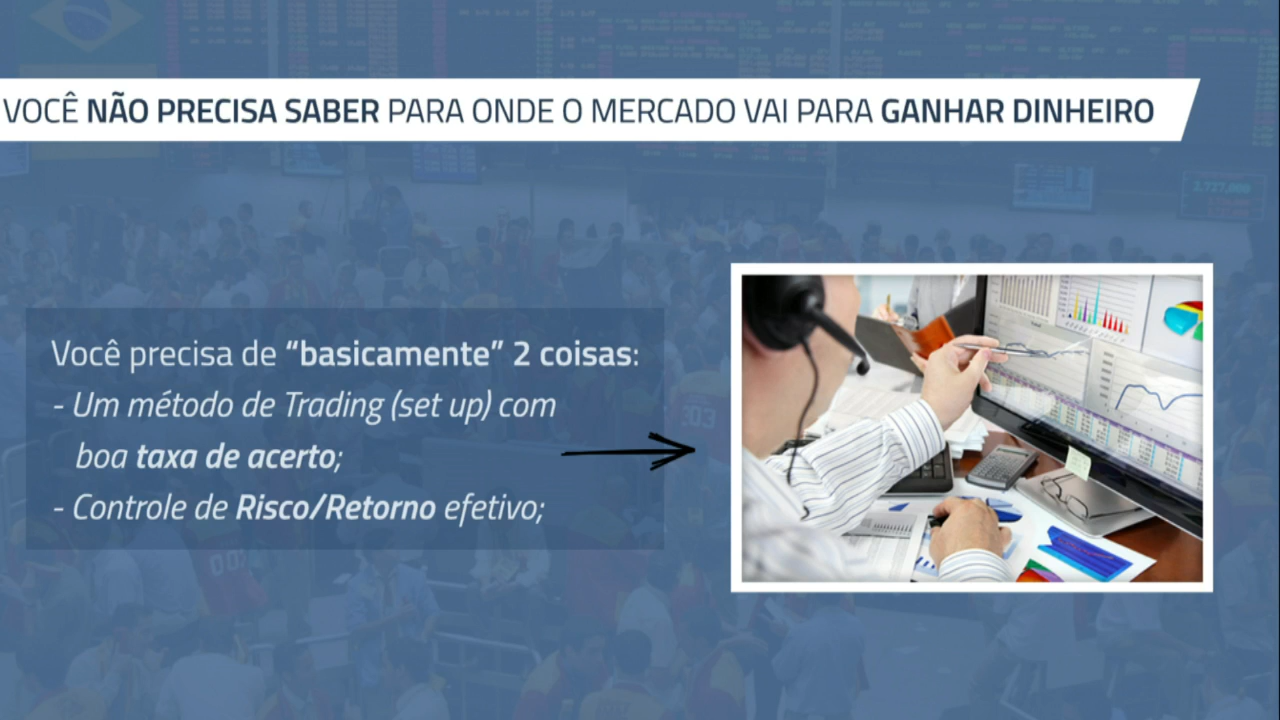 VOCÊ NÃO PRECISA SABER PARA ONDE O MERCADO VAI PARA GANHAR DINHEIRO
Você precisa de “basicamente” 2 coisas:
- Um método de Trading (set up) com
boa taxa de acerto;
- Controle de Risco/Retorno efetivo;